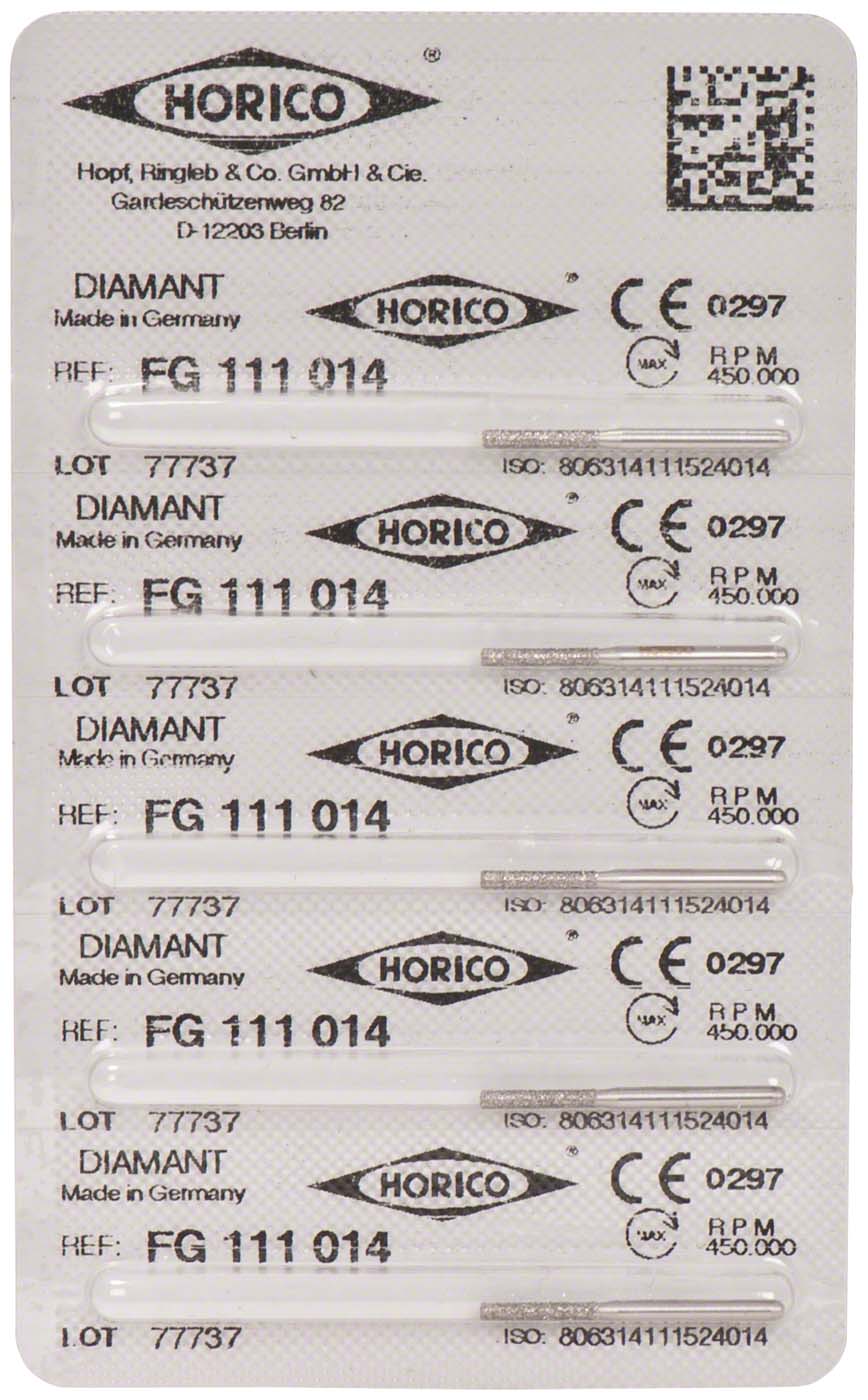 HORICO ®
Hopf, Ringleb & Co. GmbH & Cie.
Gardeschützenweg 82
D-12203 Berlin
DIAMANT
Made in Germany
HORICO ®
CE 0297
REF: FG 111 014
MAX
RPM
450.000
LOT 77737
ISO: 806314111524014
DIAMANT
Made in Germany
HORICO ®
CE 0297
REF: FG 111 014
MAX
RPM
450.000
LOT 77737
ISO: 806314111524014
DIAMANT
Made in Germany
HORICO ®
CE 0297
REF: FG 111 014
MAX
RPM
450.000
LOT 77737
ISO: 806314111524014
DIAMANT
Made in Germany
HORICO ®
CE 0297
REF: FG 111 014
MAX
RPM
450.000
LOT 77737
ISO: 806314111524014
DIAMANT
Made in Germany
HORICO ®
CE 0297
REF: FG 111 014
MAX
RPM
450.000
LOT 77737
ISO: 806314111524014